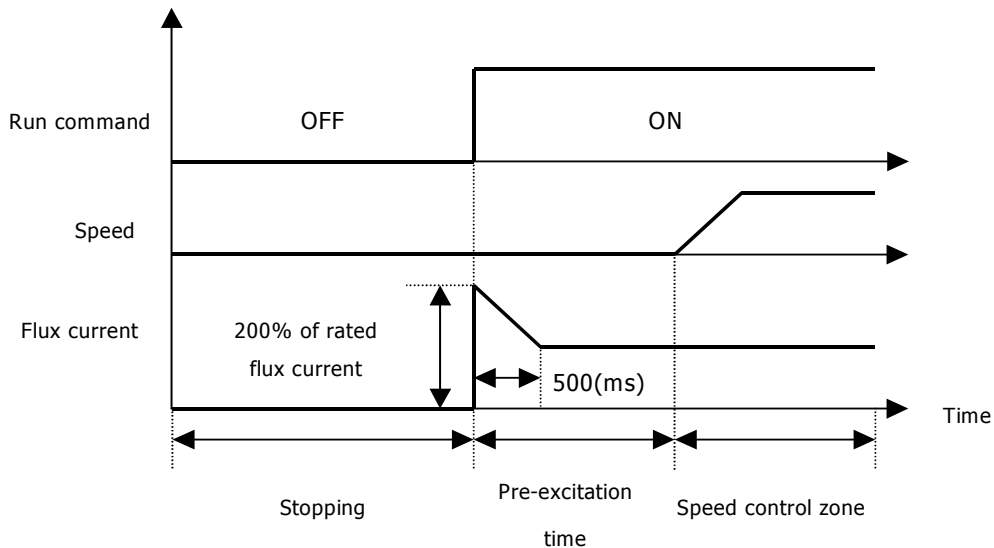 Run command
OFF
ON
Speed
Flux current
200% of rated
flux current
500(ms)
Time
Stopping
Pre-excitation
time
Speed control zone